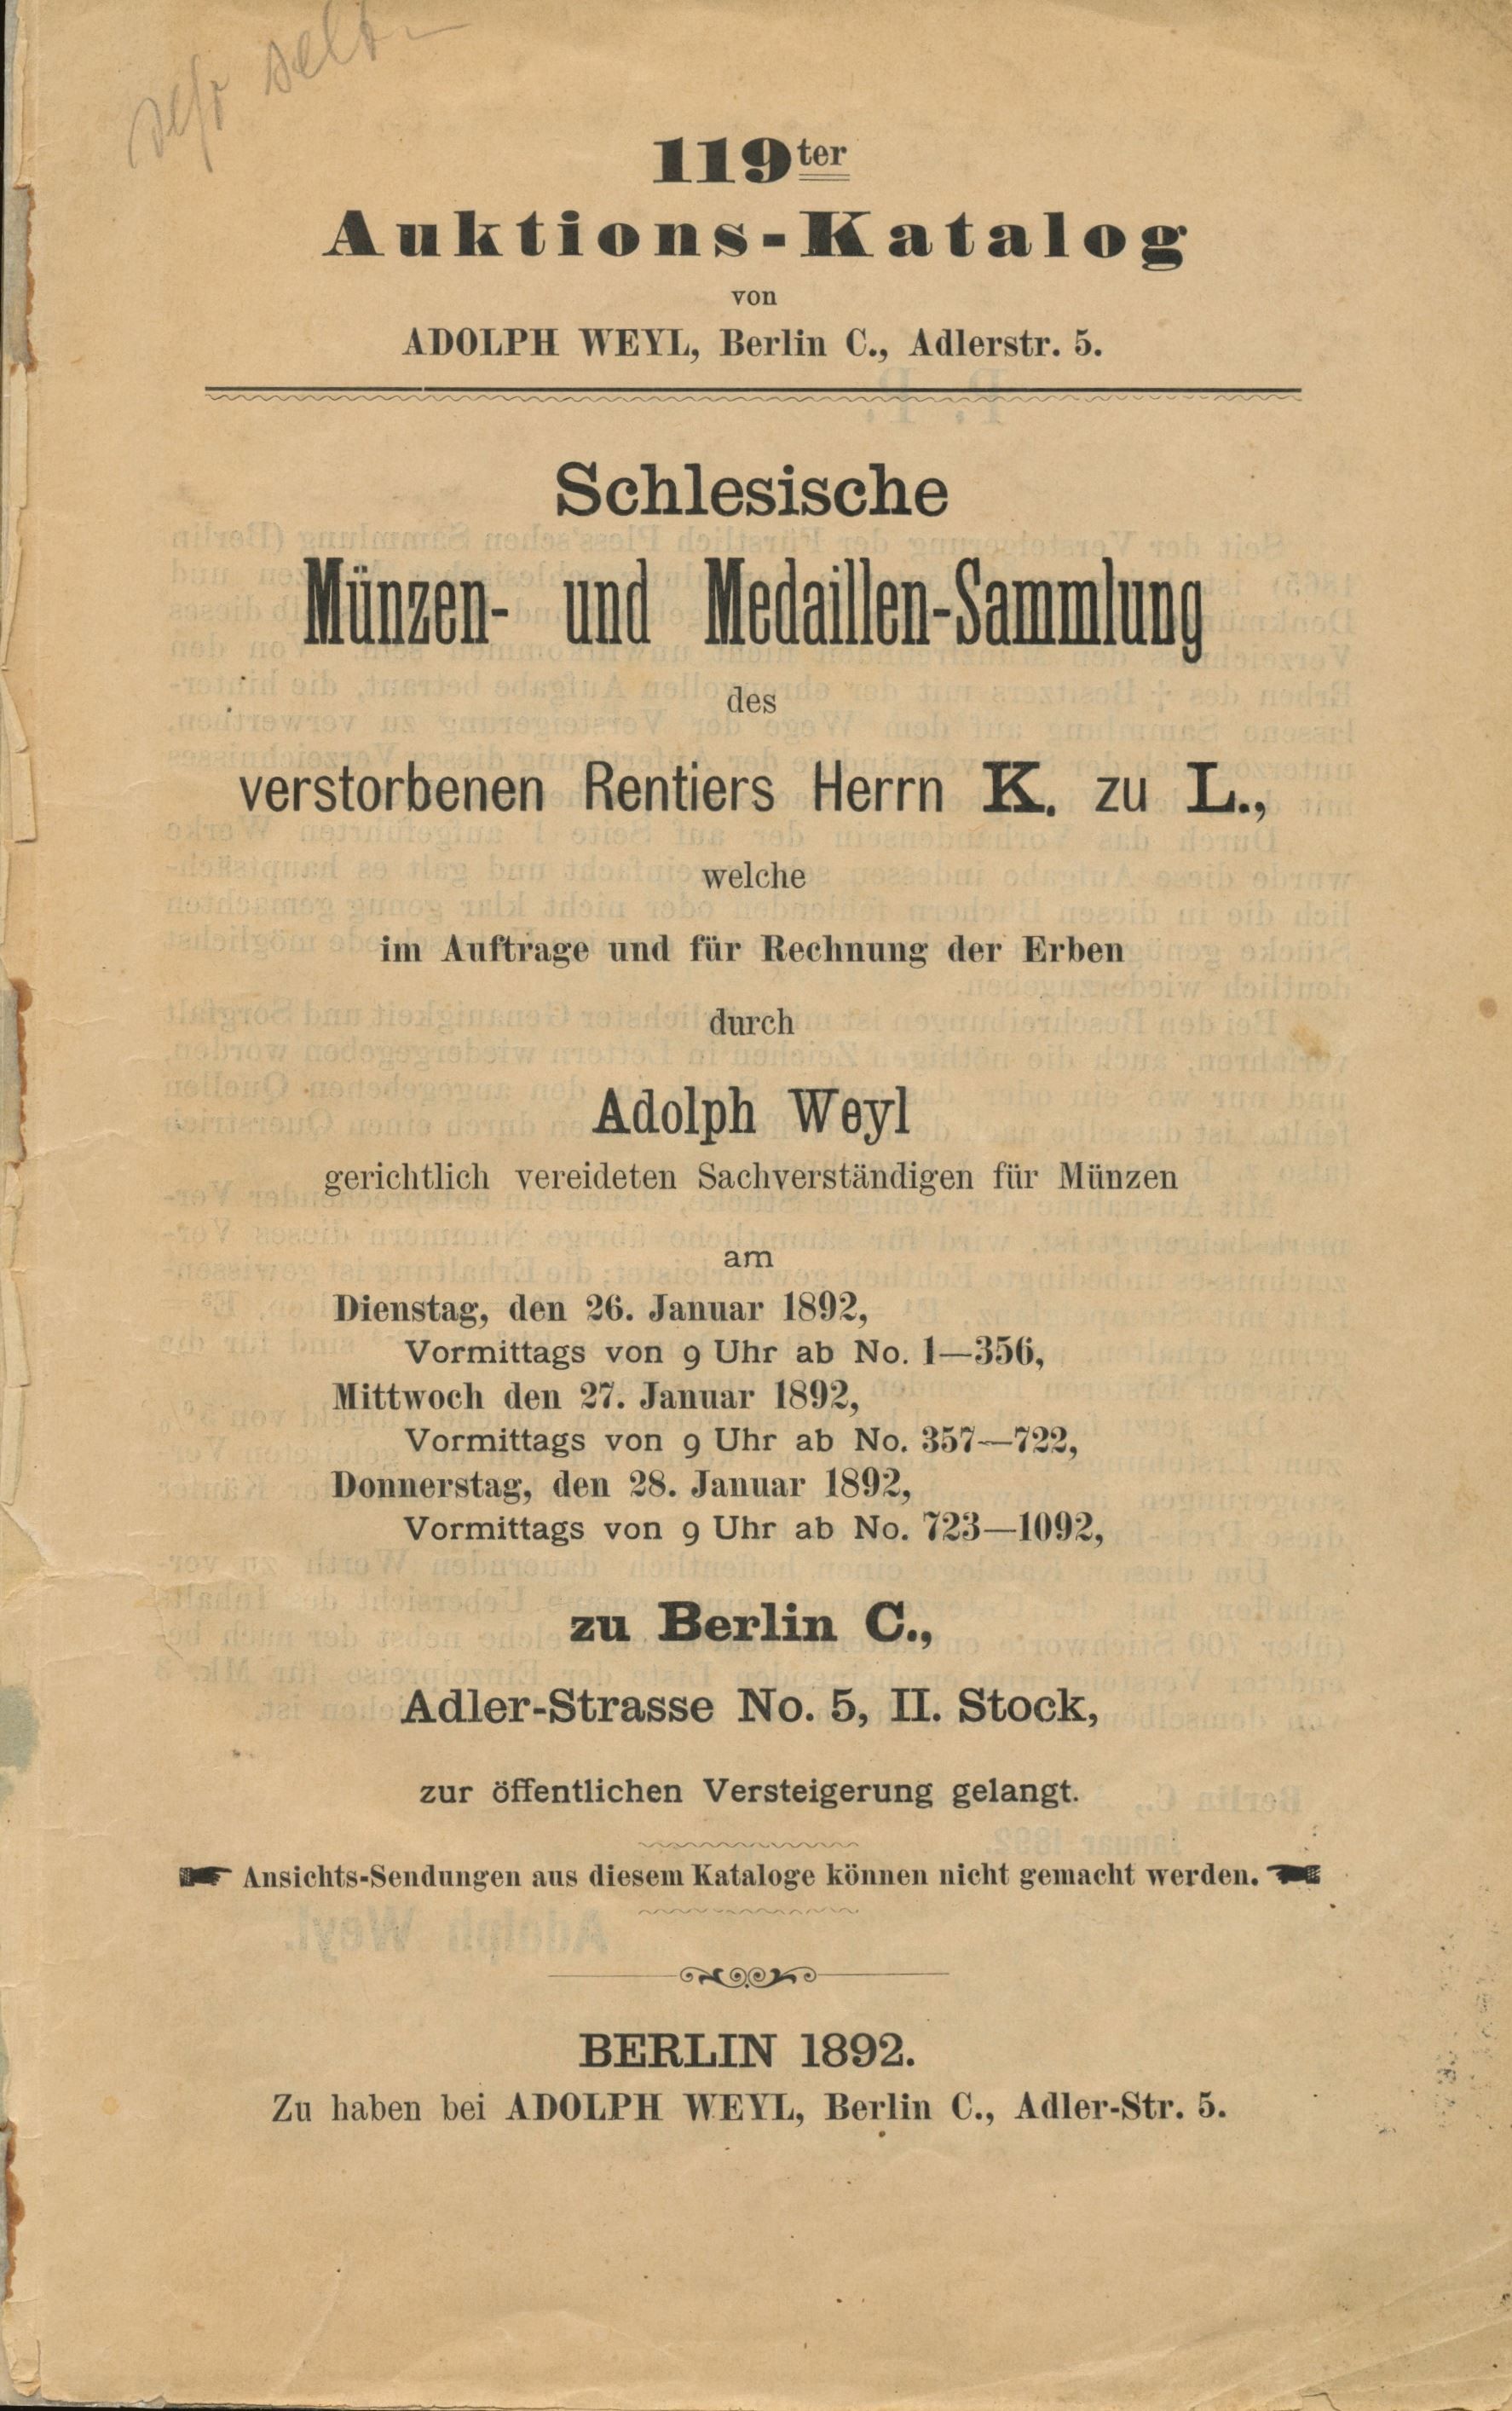 sehr selt
119ter
Auktions-Katalog
von
ADOLPH WEYL, Berlin C., Adlerstr. 5.
Schlesische
Münzen- und Medaillen-Sammlung
des
verstorbenen Rentiers Herrn K. zu L.,
welche
im Auftrage und für Rechnung der Erben
durch
Adolph Weyl
gerichtlich vereideten Sachverständigen für Münzen
am
Dienstag, den 26. Januar 1892,
Vormittags von 9 Uhr ab No. 1—356,
Mittwoch den 27. Januar 1892,
Vormittags von 9 Uhr ab No. 357—722,
Donnerstag, den 28. Januar 1892,
Vormittags von 9 Uhr ab No. 723—1092,
zu Berlin C.,
Adler-Strasse No. 5, II. Stock,
zur öffentlichen Versteigerung gelangt.
Ansichts-Sendungen aus diesem Kataloge können nicht gemacht werden.
BERLIN 1892.
Zu haben bei ADOLPH WEYL, Berlin C., Adler-Str. 5.